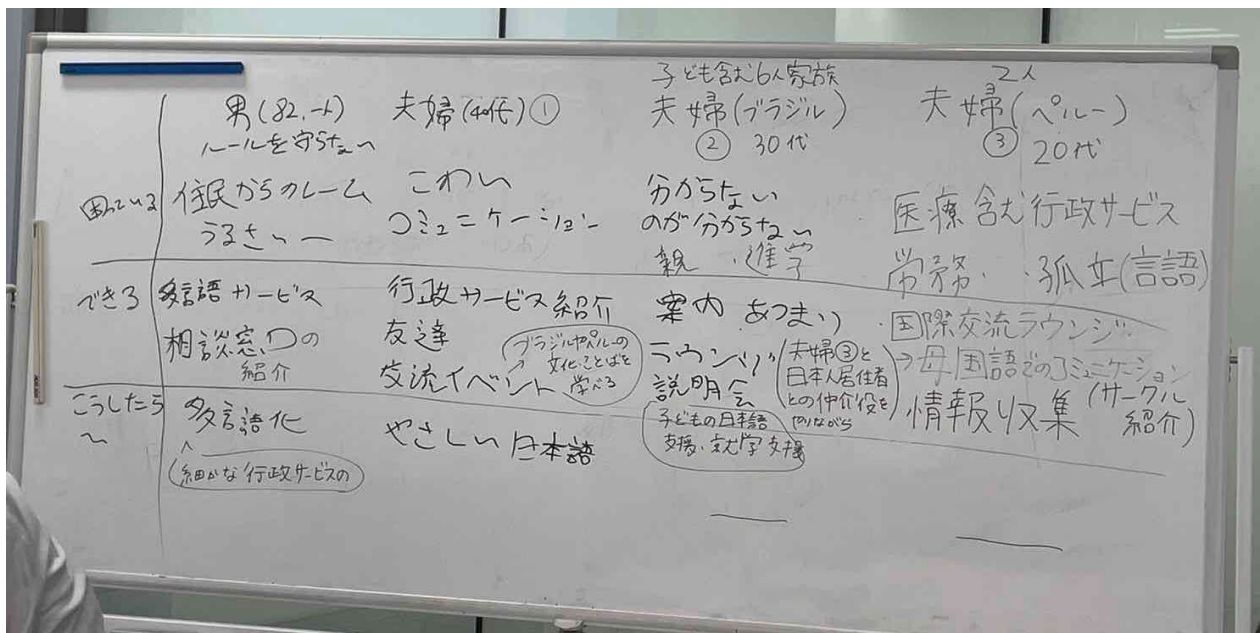 男(82.一人)
ルールを守らない
夫婦(40代)①
子ども含む6人家族
夫婦(ブラジル)
② 30代
2人
夫婦(ペルー)
③ 20代
困っている
住民からクレーム
うるさい ー
こわい
コミュニケーション
分からない
のが分からない
親・進学
医療含む行政サービス
労務・・孤立(言語)
できる
多言語サービス
相談窓口の
紹介
行政サービス紹介
友達
交流イベント
ブラジルやペルーの
文化・ことばを
学べる
案内 あつまり
ラウンジ
説明会
夫婦③と
日本人居住者
との仲介役を
やりながら
・国際交流ラウンジ
→母国語でのコミュニケーション
情報収集(サークル
紹介)
こうしたら
〜
多言語化
細かな行政サービスの
やさしい日本語
子どもの日本語
支援、就学支援